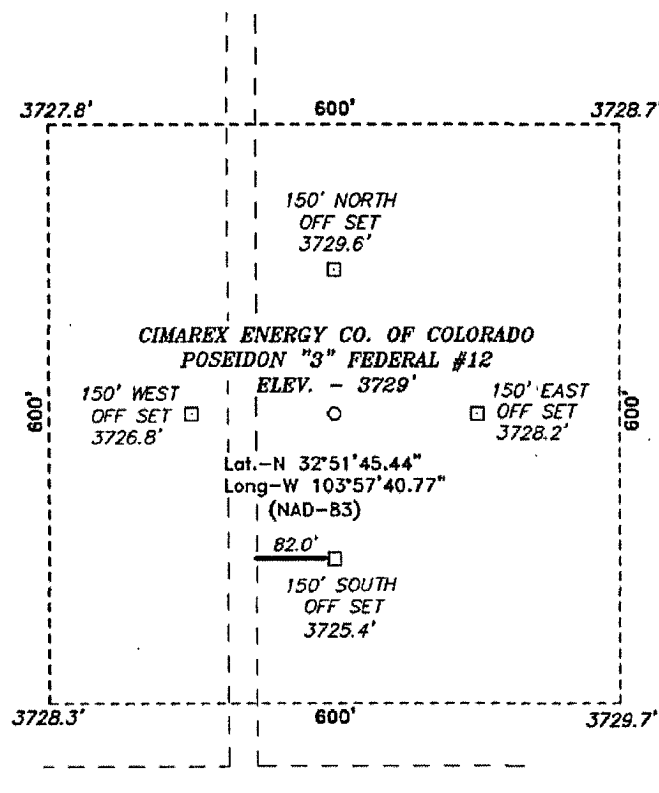 3727.8'
600'
3728.7'
150' NORTH
OFF SET
3729.6'
CIMAREX ENERGY CO. OF COLORADO
POSEIDON "3" FEDERAL #12
ELEV. - 3729'
600'
150' WEST
OFF SET
3726.8'
150' EAST
OFF SET
3728.2'
600'
Lat.-N 32°51'45.44"
Long-W 103°57'40.77"
(NAD-83)
82.0'
150' SOUTH
OFF SET
3725.4'
3728.3'
600'
3729.7'